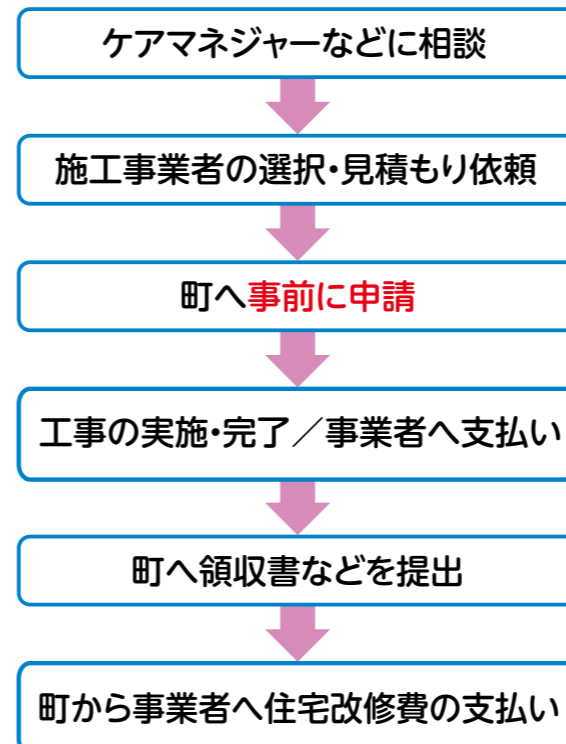 ケアマネジャーなどに相談
施工事業者の選択・見積もり依頼
町へ事前に申請
工事の実施・完了／事業者へ支払い
町へ領収書などを提出
町から事業者へ住宅改修費の支払い